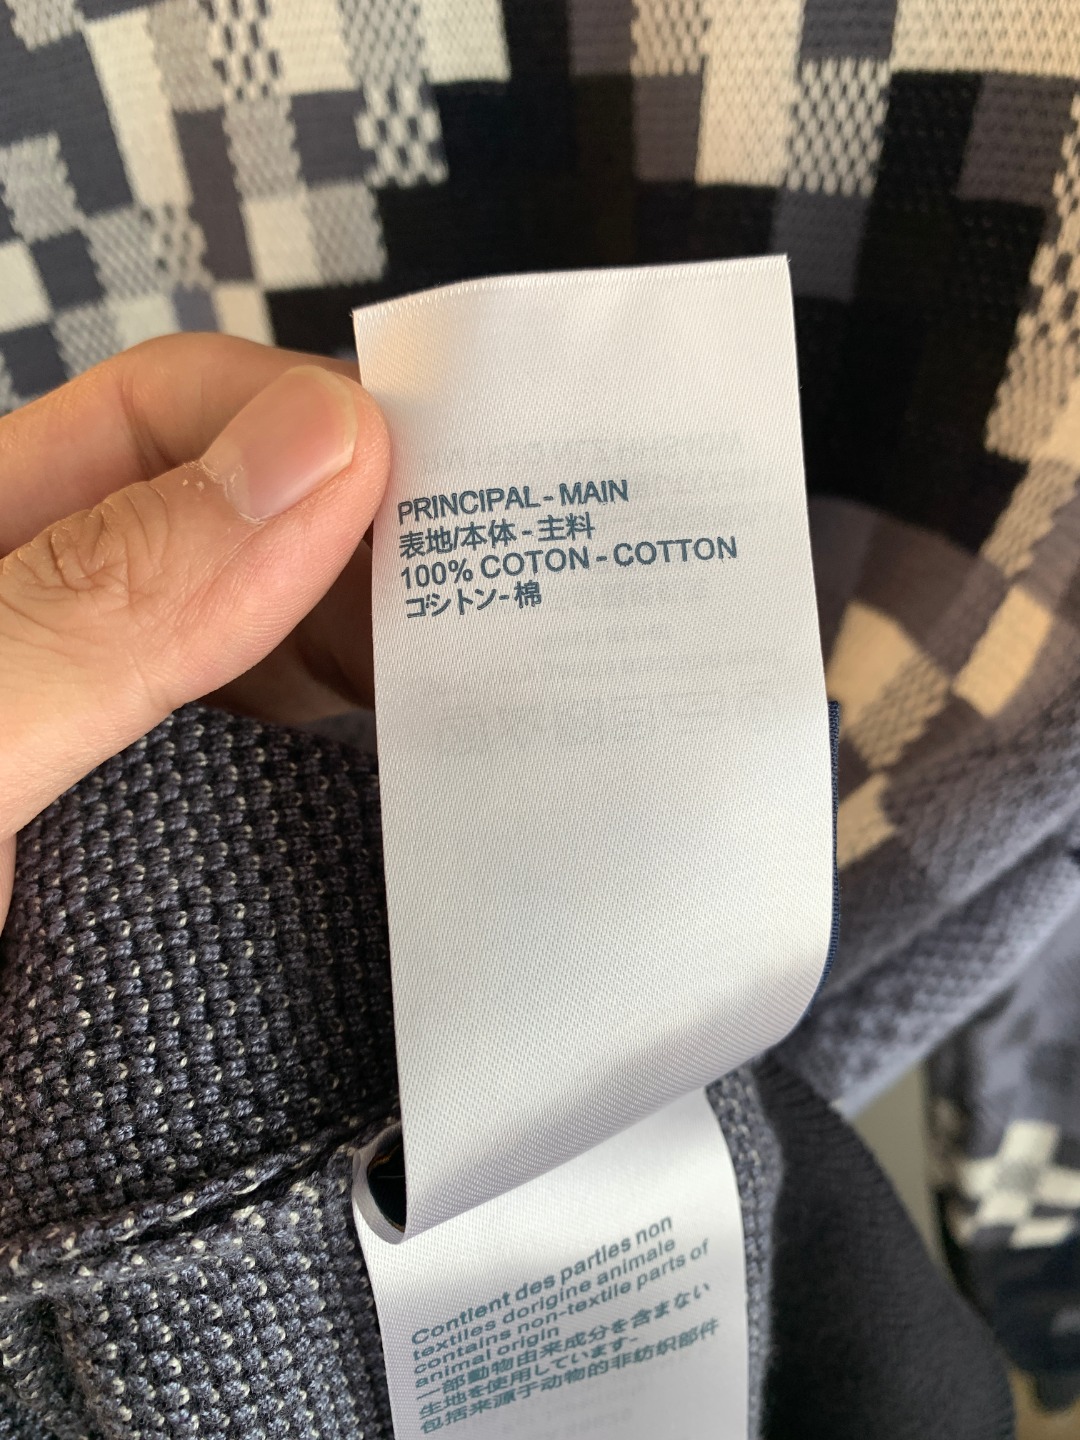 PRINCIPAL - MAIN
表地/本体 - 主料
100% COTON - COTTON
コットン - 棉
Contient des parties non
textiles dorigine animale
contains non-textile parts of
animal origin
一部動物由来成分を含まない
生地を使用しています-
包括来源于动物的非纺织部件